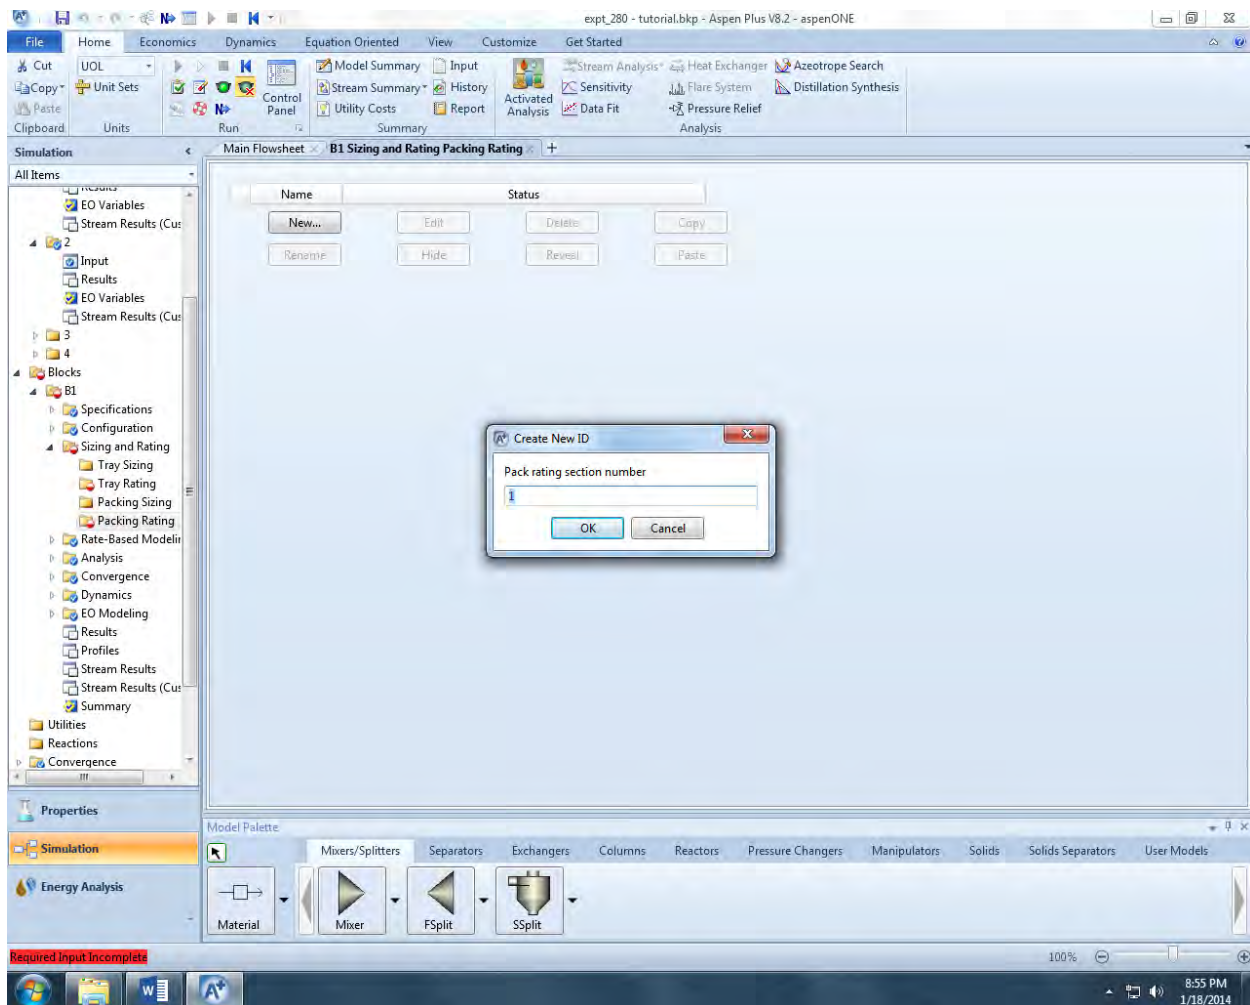 expt_280 - tutorial.bkp - Aspen Plus V8.2 - aspenONE
File Home Economics Dynamics Equation Oriented View Customize Get Started
Cut UOL Model Summary Input Stream Analysis Heat Exchanger Azeotrope Search
Copy Unit Sets Stream Summary History Sensitivity Flare System Distillation Synthesis
Paste Control Panel Utility Costs Report Activated Analysis Data Fit Pressure Relief
Clipboard Units Run Summary Analysis
Simulation Main Flowsheet B1 Sizing and Rating Packing Rating +
All Items
Results
EO Variables
Stream Results (Cus
2
Input
Results
EO Variables
Stream Results (Cus
3
4
Blocks
B1
Specifications
Configuration
Sizing and Rating
Tray Sizing
Tray Rating
Packing Sizing
Packing Rating
Rate-Based Modelin
Analysis
Convergence
Dynamics
EO Modeling
Results
Profiles
Stream Results
Stream Results (Cus
Summary
Utilities
Reactions
Convergence
Properties
Simulation
Energy Analysis
Name Status
New... Edit Delete Copy
Rename Hide Reveal Paste
Create New ID
Pack rating section number
1
OK Cancel
Model Palette
Mixers/Splitters Separators Exchangers Columns Reactors Pressure Changers Manipulators Solids Solids Separators User Models
Material Mixer FSplit SSplit
Required Input Incomplete 100%
8:55 PM
1/18/2014